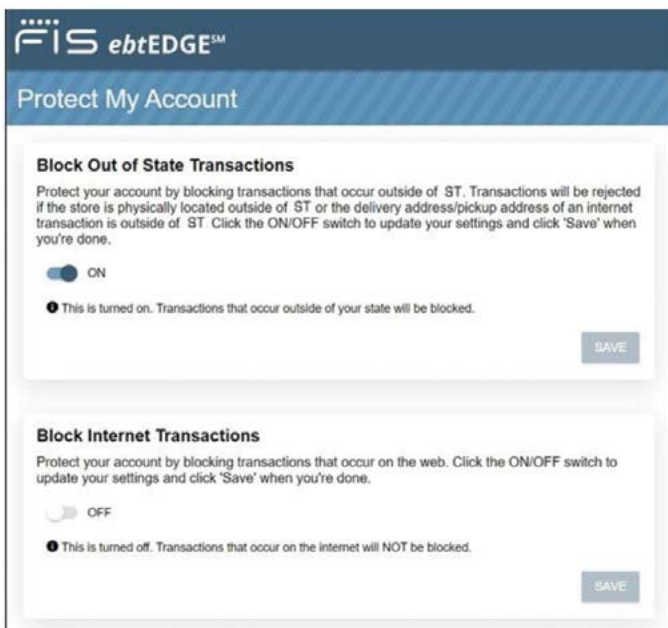 FIS ebtEDGE℠
Protect My Account
Block Out of State Transactions
Protect your account by blocking transactions that occur outside of ST. Transactions will be rejected
if the store is physically located outside of ST or the delivery address/pickup address of an internet
transaction is outside of ST. Click the ON/OFF switch to update your settings and click 'Save' when
you're done.
ON
This is turned on. Transactions that occur outside of your state will be blocked.
SAVE
Block Internet Transactions
Protect your account by blocking transactions that occur on the web. Click the ON/OFF switch to
update your settings and click 'Save' when you're done.
OFF
This is turned off. Transactions that occur on the internet will NOT be blocked.
SAVE